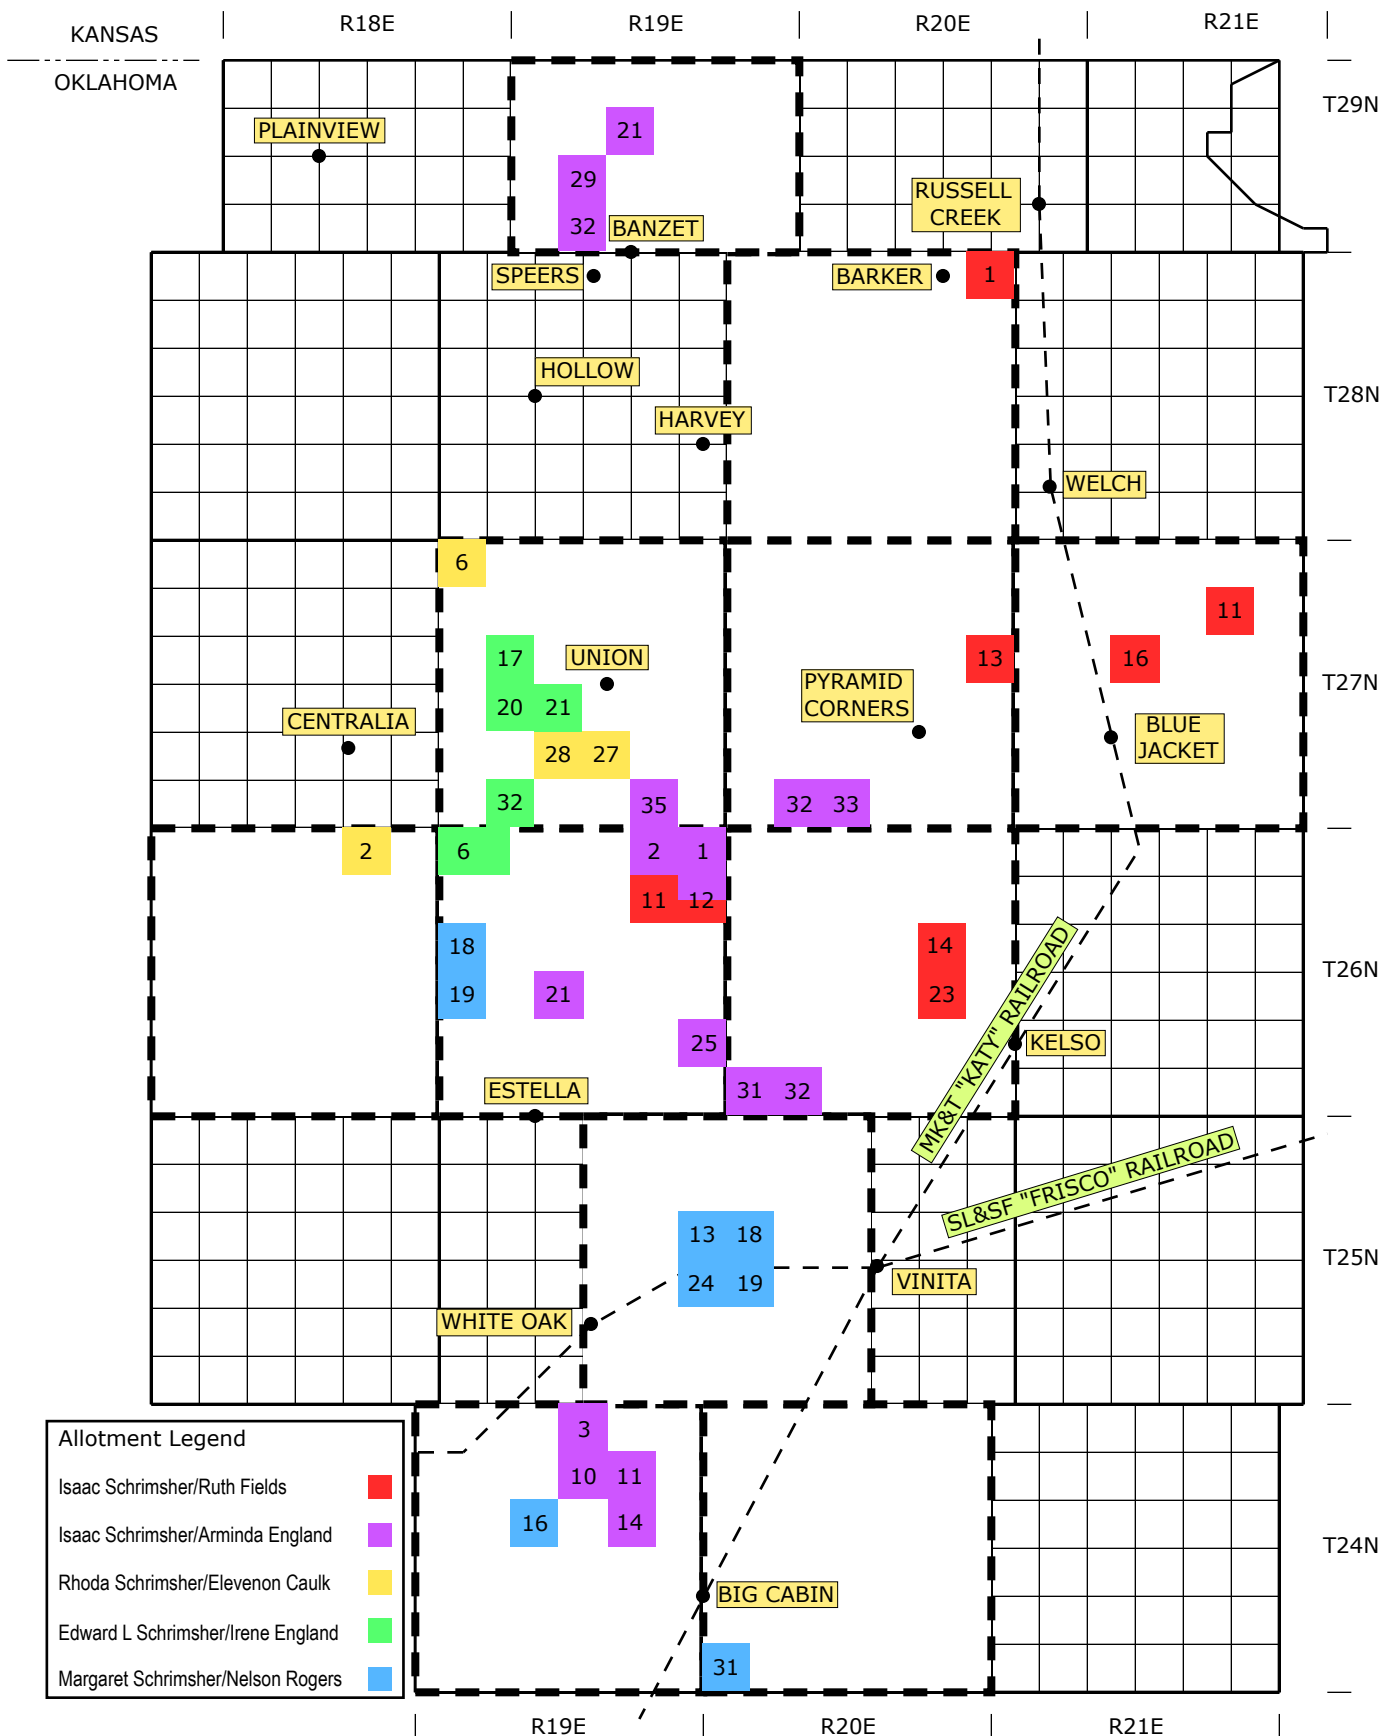 R18E
R19E
R20E
R21E
KANSAS
OKLAHOMA
T29N
PLAINVIEW
21
29
32
BANZET
RUSSELL
CREEK
SPEERS
BARKER
1
HOLLOW
T28N
HARVEY
WELCH
6
11
17
UNION
13
16
PYRAMID
CORNERS
T27N
20
21
CENTRALIA
BLUE
JACKET
28
27
32
35
32
33
2
6
2
1
11
12
18
14
MK&T "KATY" RAILROAD
T26N
19
21
23
25
KELSO
ESTELLA
31
32
SL&SF "FRISCO" RAILROAD
13
18
T25N
24
19
VINITA
WHITE OAK
3
Allotment Legend
10
11
Isaac Schrimsher/Ruth Fields
16
14
Isaac Schrimsher/Arminda England
T24N
Rhoda Schrimsher/Elevenon Caulk
BIG CABIN
Edward L Schrimsher/Irene England
31
Margaret Schrimsher/Nelson Rogers
R19E
R20E
R21E